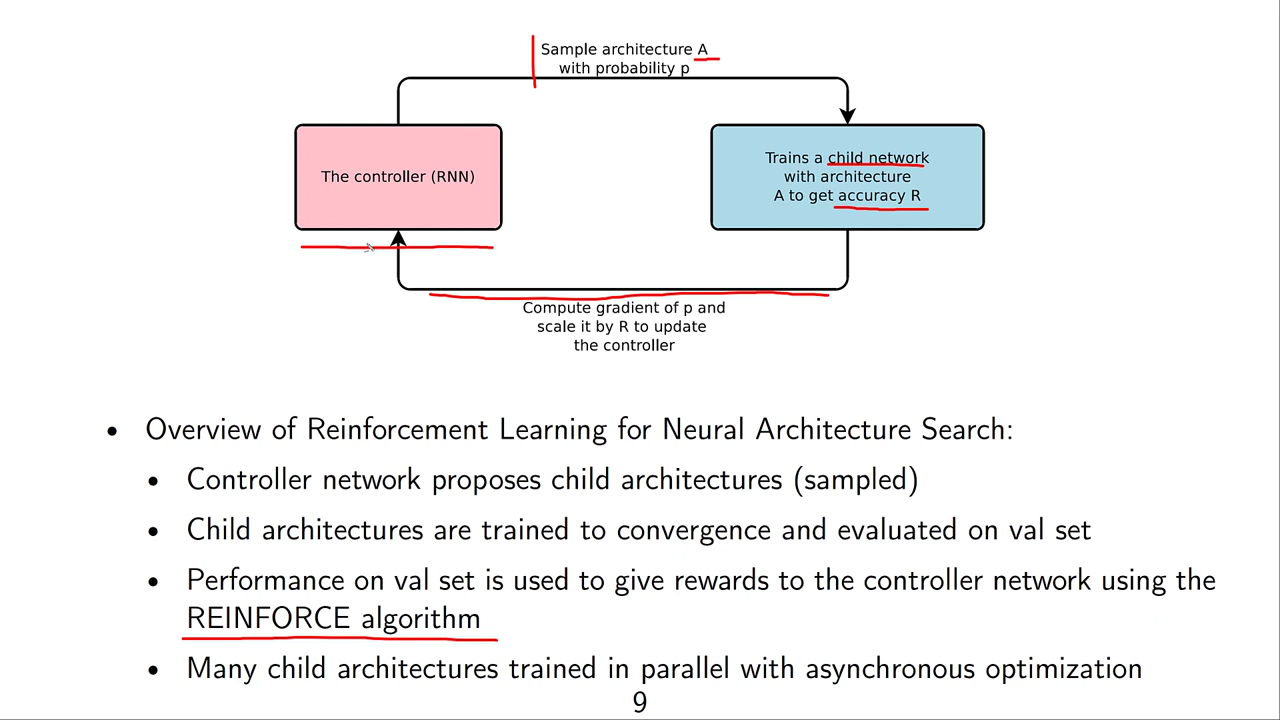 Sample architecture A
with probability p
The controller (RNN)
Trains a child network
with architecture
A to get accuracy R
Compute gradient of p and
scale it by R to update
the controller
• Overview of Reinforcement Learning for Neural Architecture Search:
• Controller network proposes child architectures (sampled)
• Child architectures are trained to convergence and evaluated on val set
• Performance on val set is used to give rewards to the controller network using the
REINFORCE algorithm
• Many child architectures trained in parallel with asynchronous optimization
9